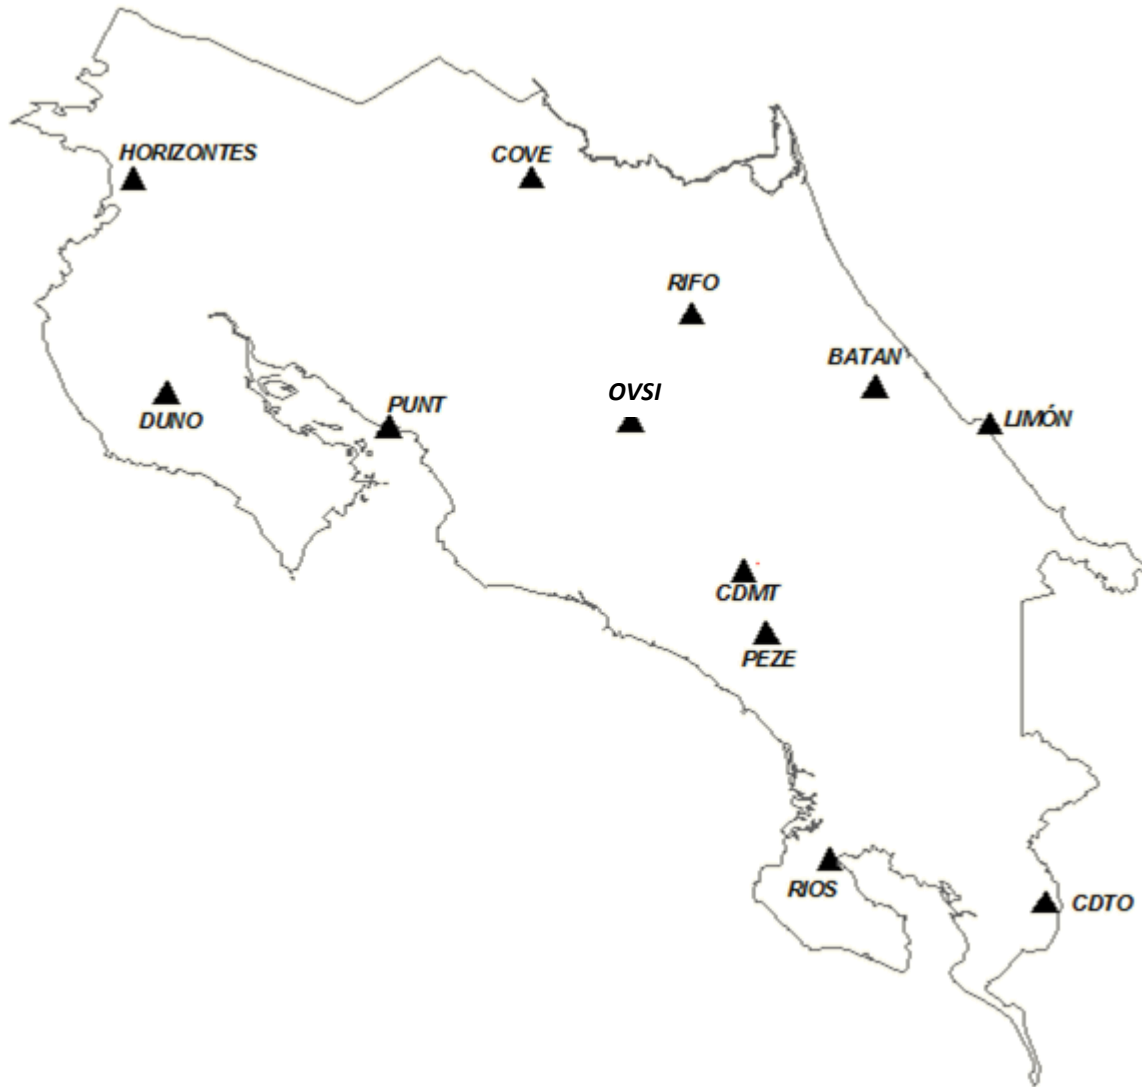 HORIZONTES
COVE
RIFO
BATAN
OVSI
PUNT
DUNO
LIMÓN
CDMT
PEZE
RIOS
CDTO